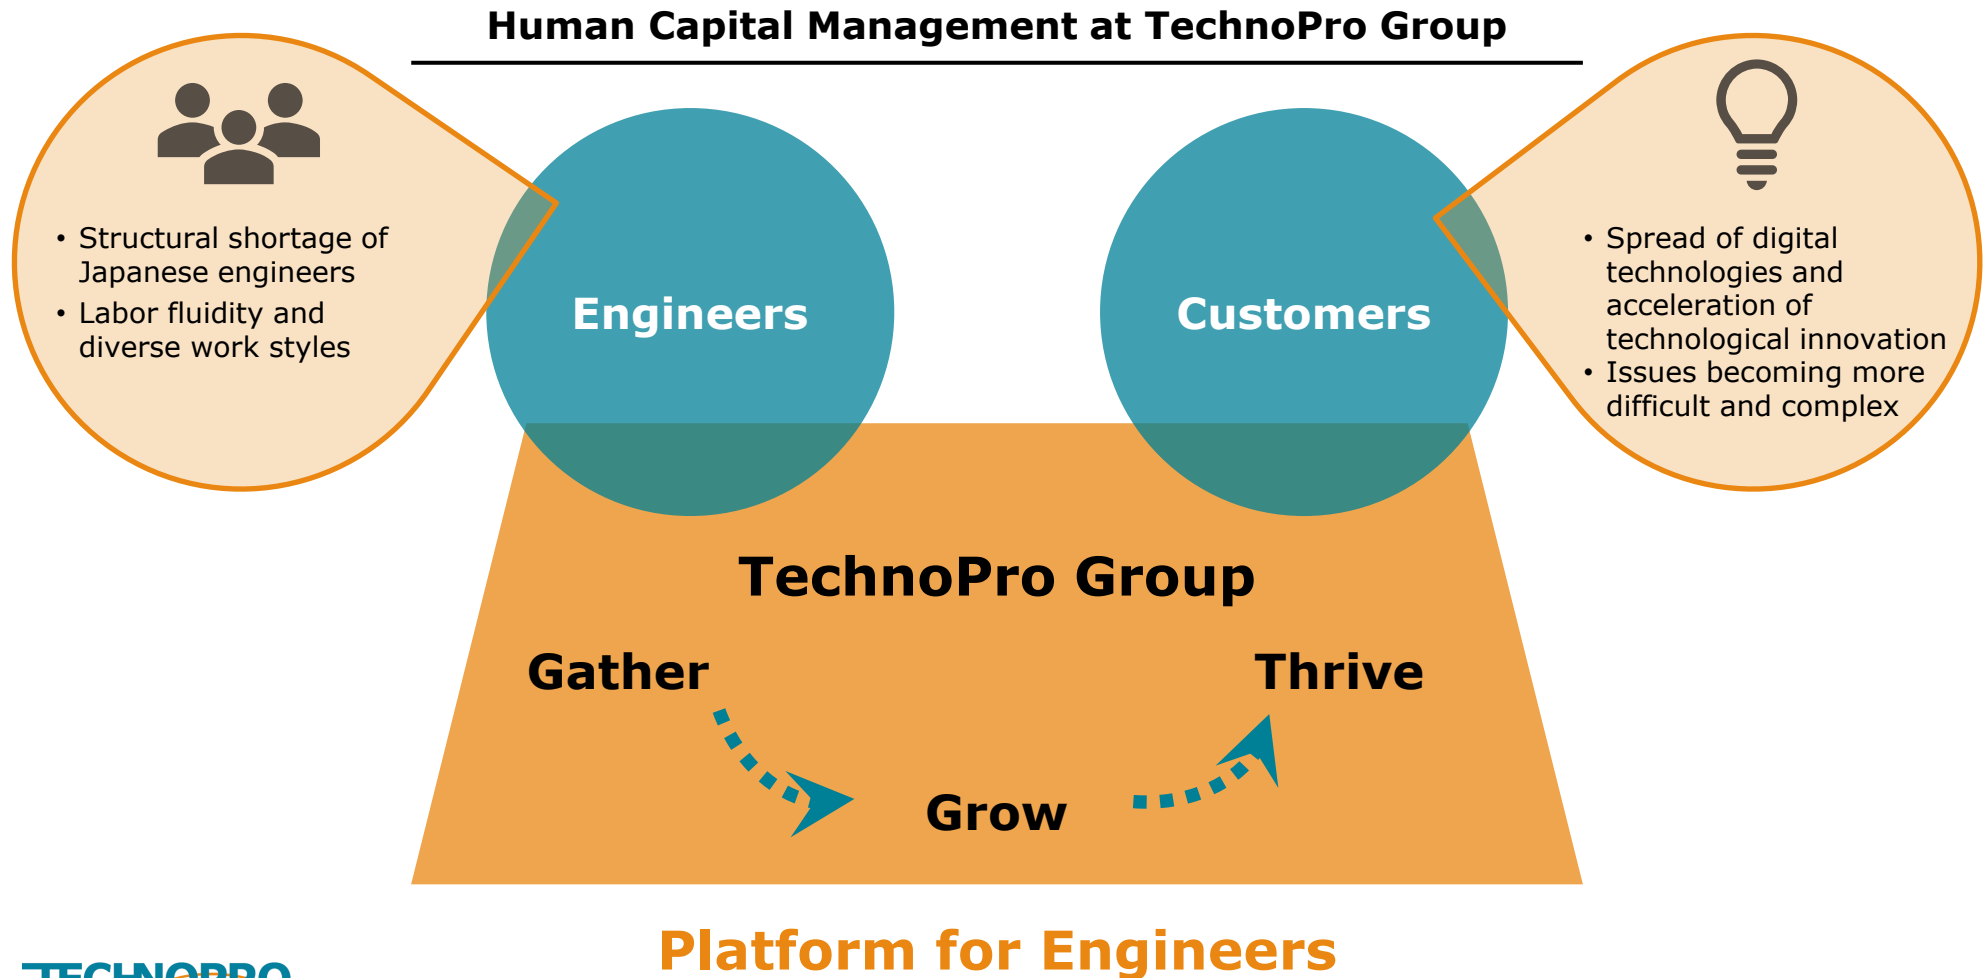 Human Capital Management at TechnoPro Group
• Structural shortage of
Japanese engineers
• Labor fluidity and
diverse work styles
Engineers
Customers
• Spread of digital
technologies and
acceleration of
technological innovation
• Issues becoming more
difficult and complex
TechnoPro Group
Gather
Thrive
Grow
Platform for Engineers
TECHNOPRO